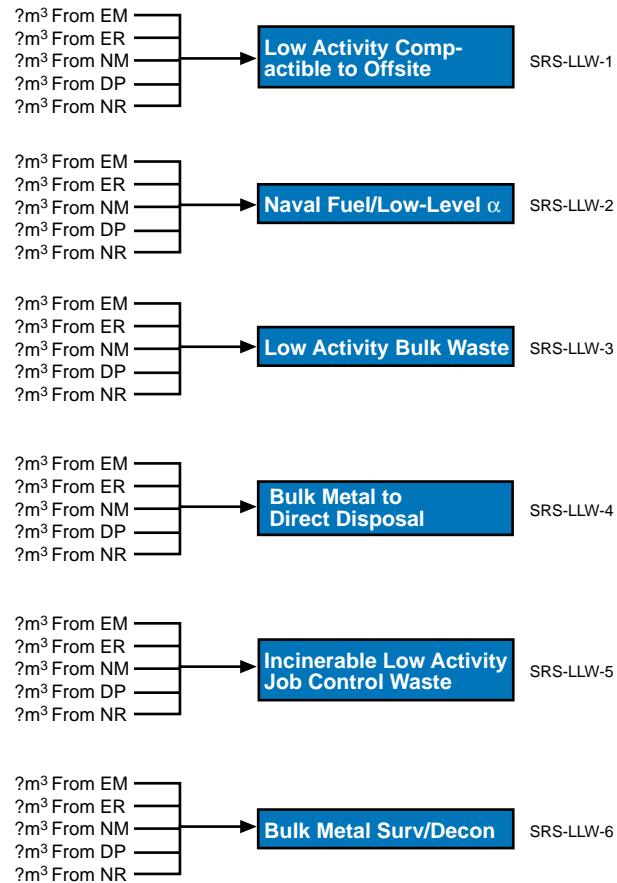 ?m³ From EM
?m³ From ER
?m³ From NM
?m³ From DP
?m³ From NR
Low Activity Comp-
actible to Offsite
SRS-LLW-1
?m³ From EM
?m³ From ER
?m³ From NM
?m³ From DP
?m³ From NR
Naval Fuel/Low-Level α
SRS-LLW-2
?m³ From EM
?m³ From ER
?m³ From NM
?m³ From DP
?m³ From NR
Low Activity Bulk Waste
SRS-LLW-3
?m³ From EM
?m³ From ER
?m³ From NM
?m³ From DP
?m³ From NR
Bulk Metal to
Direct Disposal
SRS-LLW-4
?m³ From EM
?m³ From ER
?m³ From NM
?m³ From DP
?m³ From NR
Incinerable Low Activity
Job Control Waste
SRS-LLW-5
?m³ From EM
?m³ From ER
?m³ From NM
?m³ From DP
?m³ From NR
Bulk Metal Surv/Decon
SRS-LLW-6